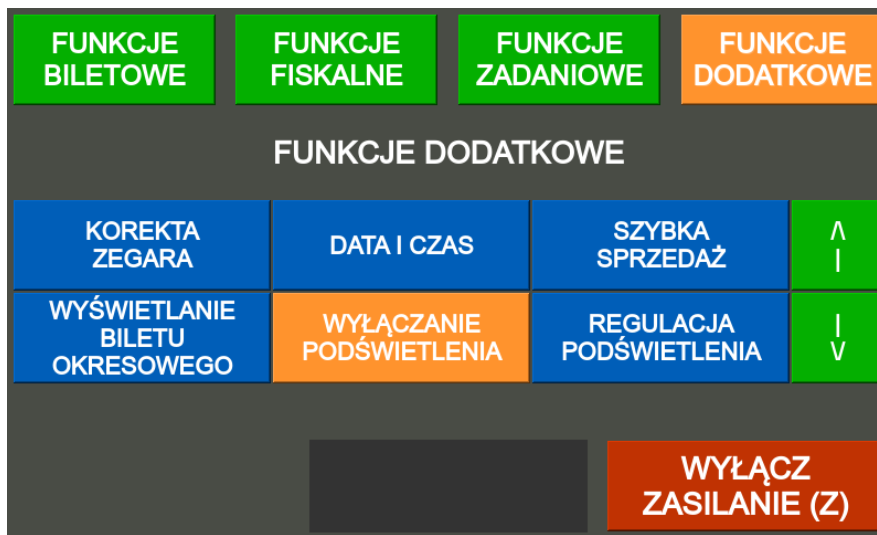 FUNKCJE
BILETOWE
FUNKCJE
FISKALNE
FUNKCJE
ZADANIOWE
FUNKCJE
DODATKOWE
FUNKCJE DODATKOWE
KOREKTA
ZEGARA
DATA I CZAS
SZYBKA
SPRZEDAŻ
/\
|
WYŚWIETLANIE
BILETU
OKRESOWEGO
WYŁĄCZANIE
PODŚWIETLENIA
REGULACJA
PODŚWIETLENIA
|
\/
WYŁĄCZ
ZASILANIE (Z)